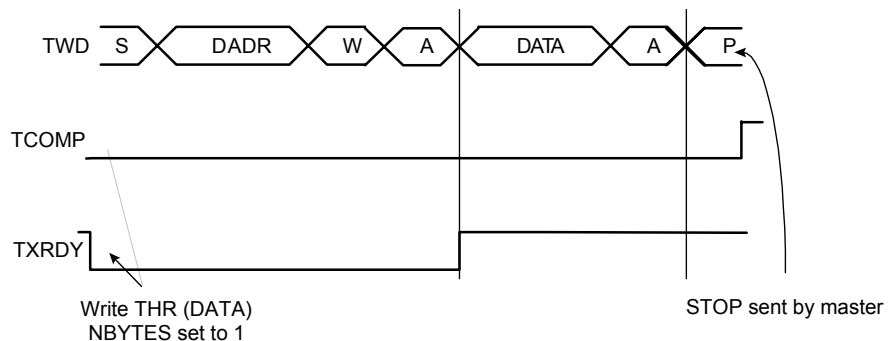 TWD S DADR W A DATA A P
TCOMP
TXRDY
Write THR (DATA)
NBYTES set to 1
STOP sent by master